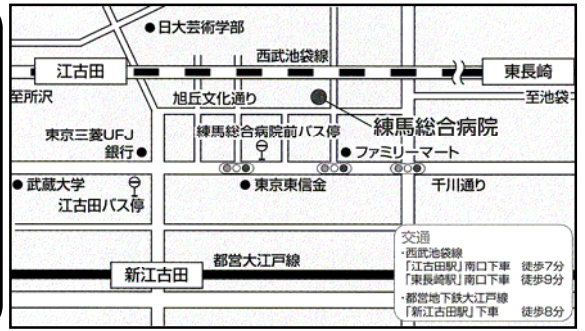 日大芸術学部
西武池袋線
江古田
東長崎
至所沢
至池袋
旭丘文化通り
練馬総合病院
東京三菱UFJ
銀行
練馬総合病院前バス停
ファミリーマート
武蔵大学
江古田バス停
東京東信金
千川通り
都営大江戸線
新江古田
交通
・西武池袋線
「江古田駅」南口下車 徒歩7分
「東長崎駅」南口下車 徒歩9分
・都営地下鉄大江戸線
「新江古田駅」下車 徒歩8分